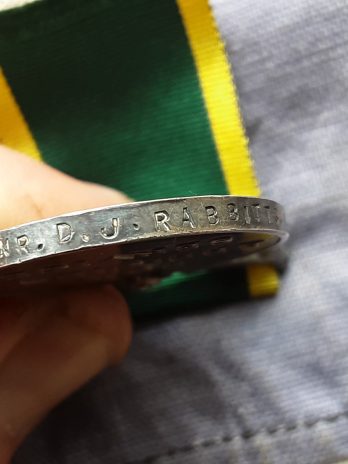 NR. D. J. RABBITT